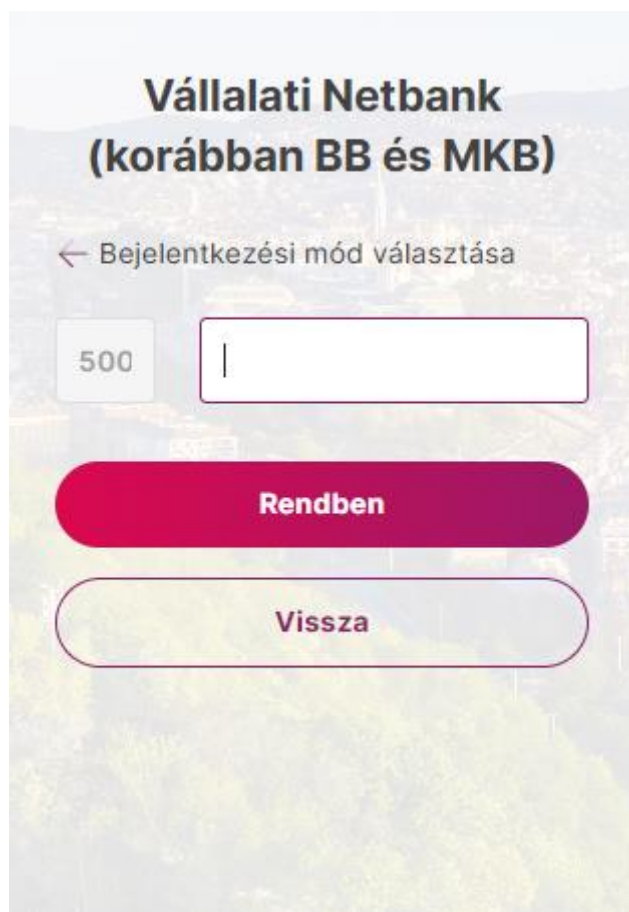 Vállalati Netbank
(korábban BB és MKB)
← Bejelentkezési mód választása
500
Rendben
Vissza